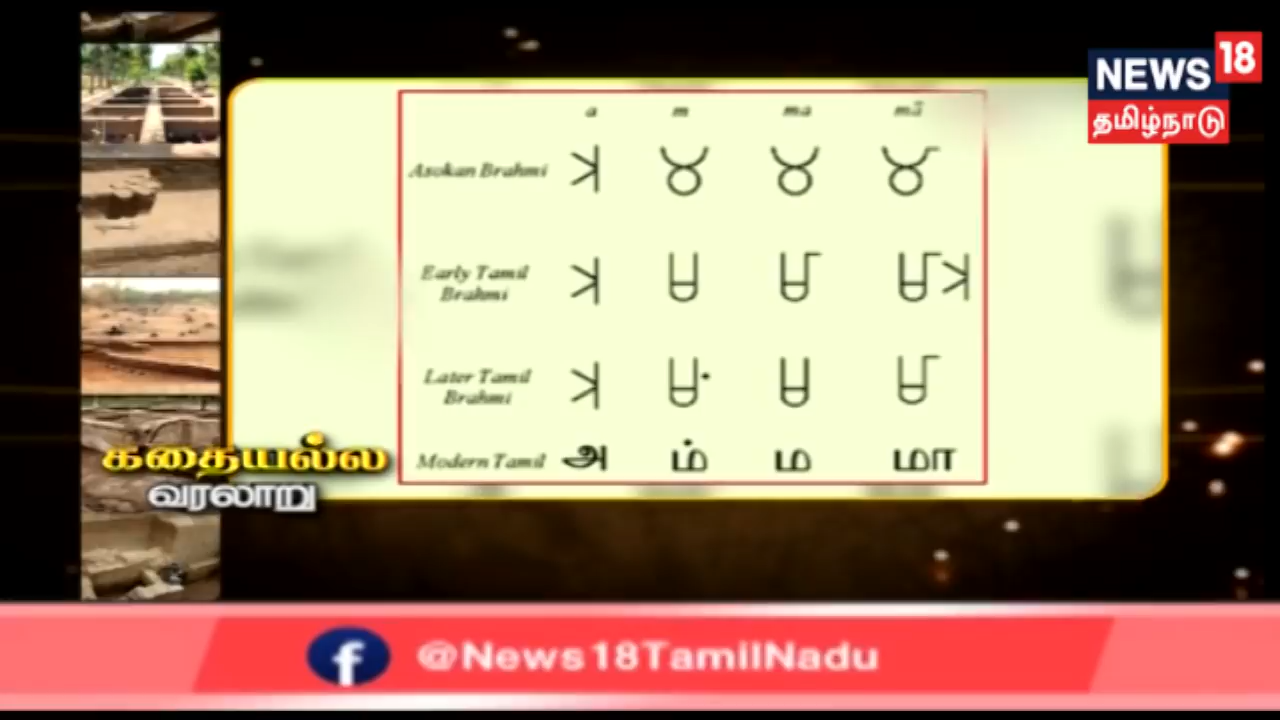 NEWS 18
தமிழ்நாடு
a m ma mā
Asokan Brahmi 𑀅 𑀫 𑀫 𑀫𑀸
Early Tamil
Brahmi
Later Tamil
Brahmi
Modern Tamil அ ம் ம மா
கதையல்ல
வரலாறு
@News18TamilNadu